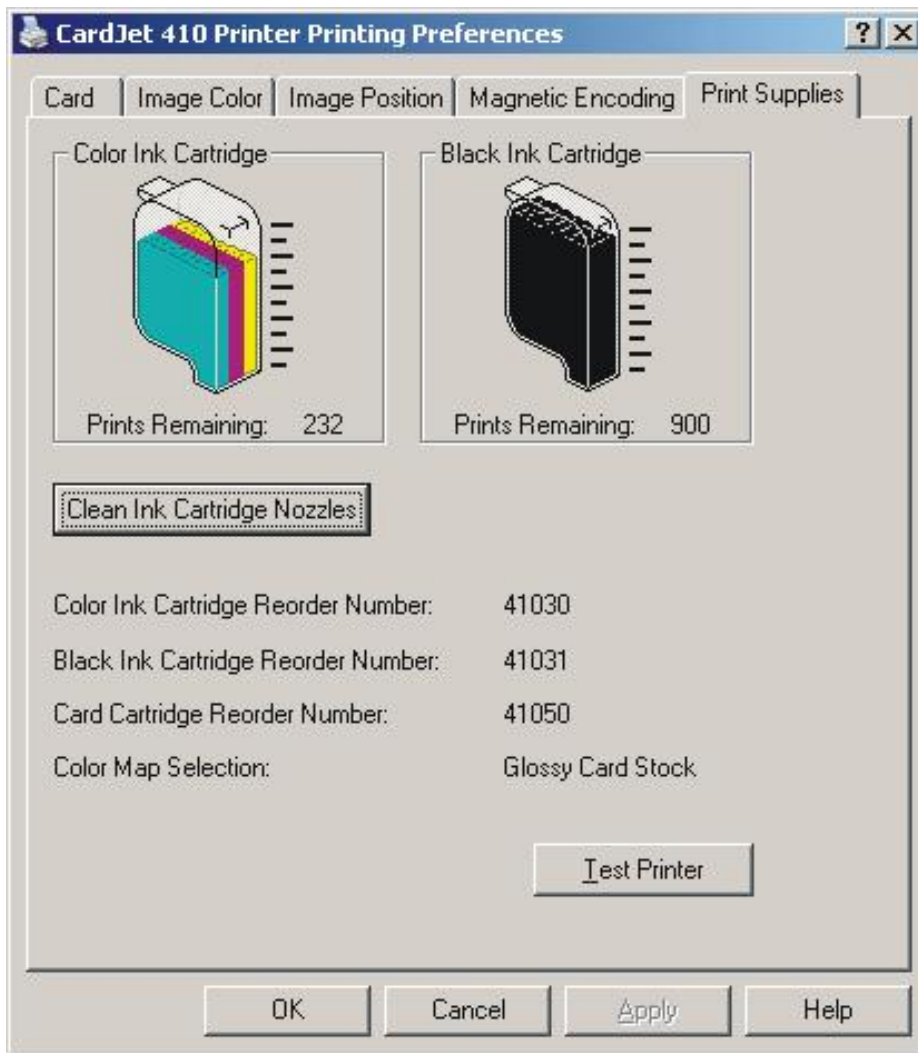 CardJet 410 Printer Printing Preferences
?
Card
Image Color
Image Position
Magnetic Encoding
Print Supplies
Color Ink Cartridge
Black Ink Cartridge
Prints Remaining: 232
Prints Remaining: 900
Clean Ink Cartridge Nozzles
Color Ink Cartridge Reorder Number: 41030
Black Ink Cartridge Reorder Number: 41031
Card Cartridge Reorder Number: 41050
Color Map Selection: Glossy Card Stock
Test Printer
OK
Cancel
Apply
Help